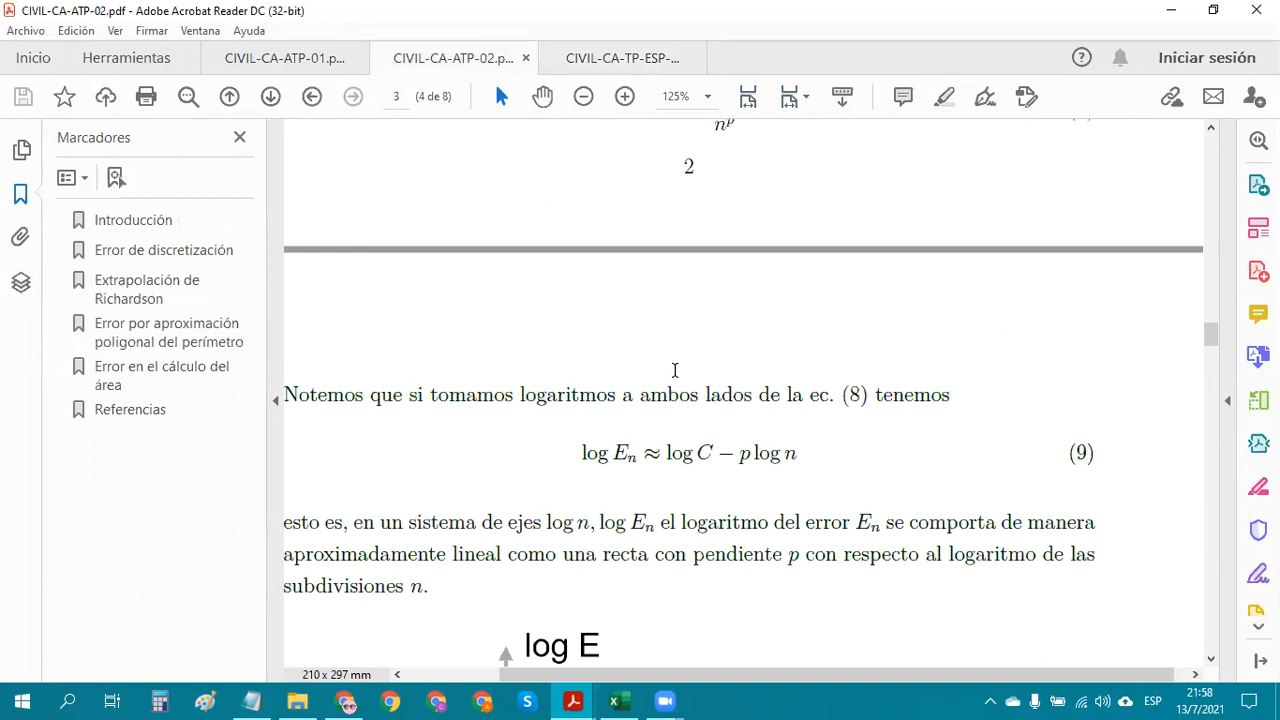 CIVIL-CA-ATP-02.pdf - Adobe Acrobat Reader DC (32-bit)
Archivo Edición Ver Firmar Ventana Ayuda
Inicio Herramientas CIVIL-CA-ATP-01.p... CIVIL-CA-ATP-02.p... × CIVIL-CA-TP-ESP-... Iniciar sesión
3 (4 de 8) 125%
Marcadores
Introducción
Error de discretización
Extrapolación de
Richardson
Error por aproximación
poligonal del perímetro
Error en el cálculo del
área
Referencias
n^p
2
Notemos que si tomamos logaritmos a ambos lados de la ec. (8) tenemos
log E_n ≈ log C − p log n (9)
esto es, en un sistema de ejes log n, log E_n el logaritmo del error E_n se comporta de manera
aproximadamente lineal como una recta con pendiente p con respecto al logaritmo de las
subdivisiones n.
log E
210 x 297 mm
ESP
21:58
13/7/2021